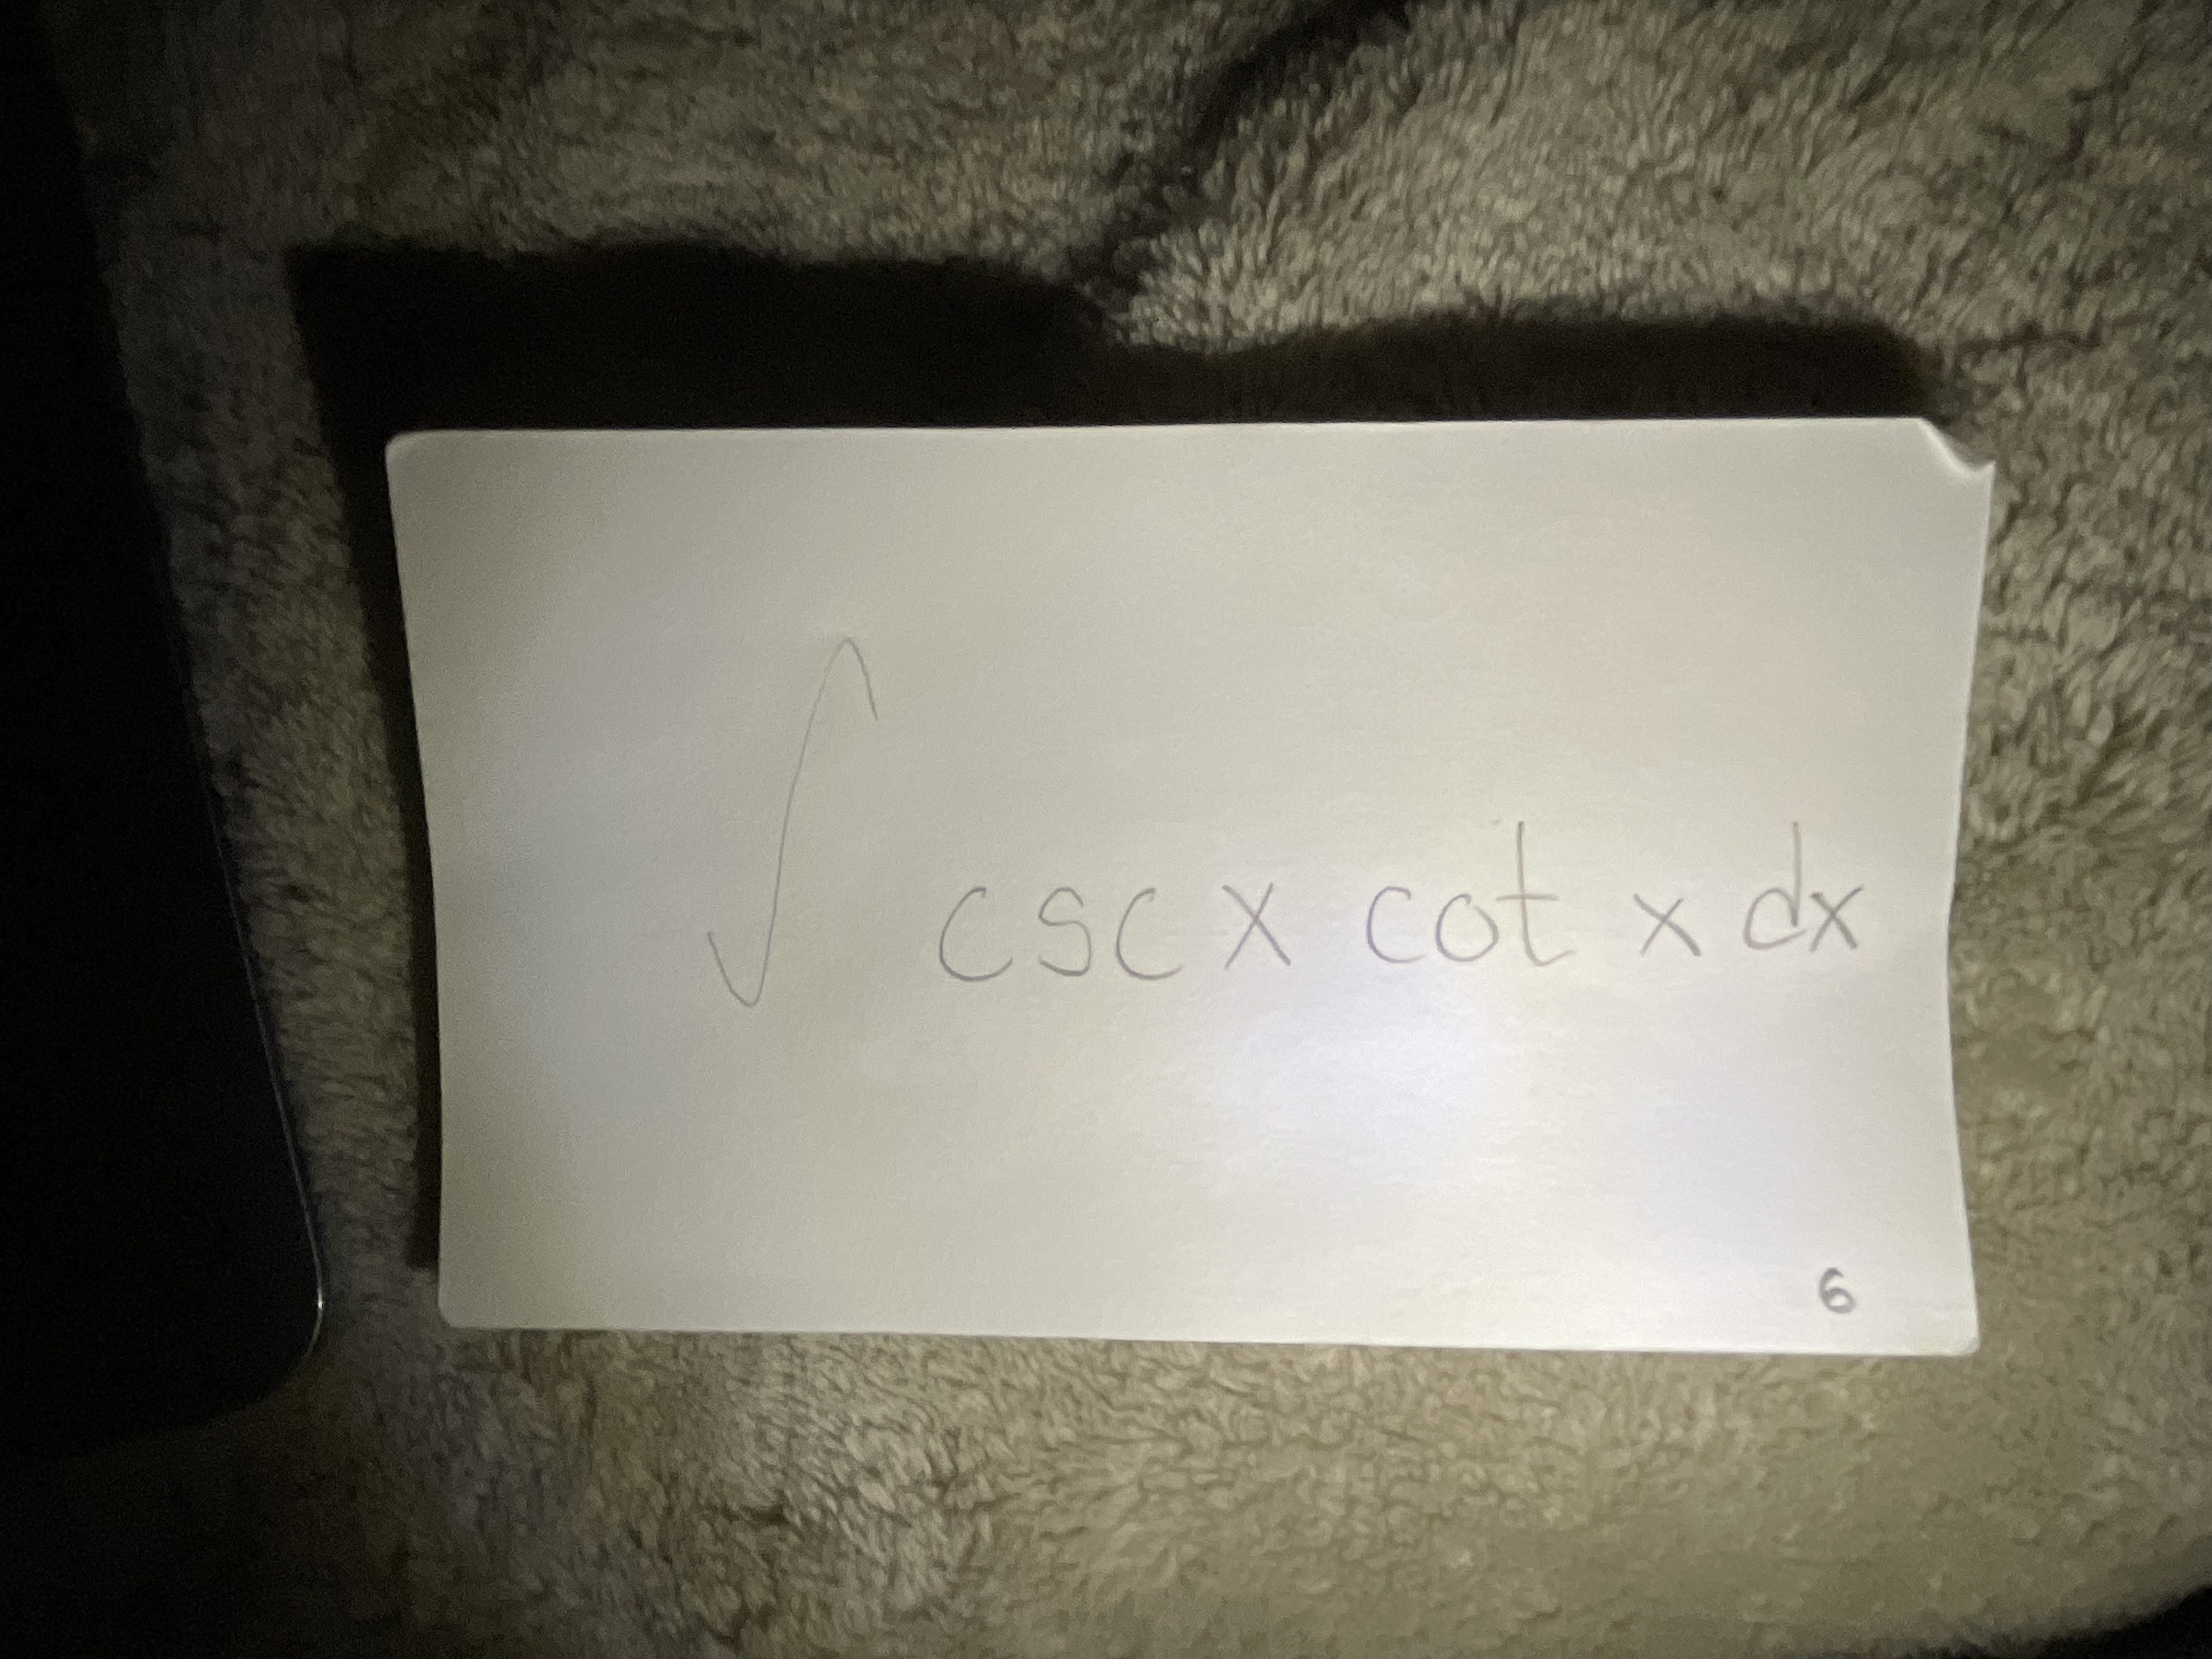 ∫ csc x cot x dx
6